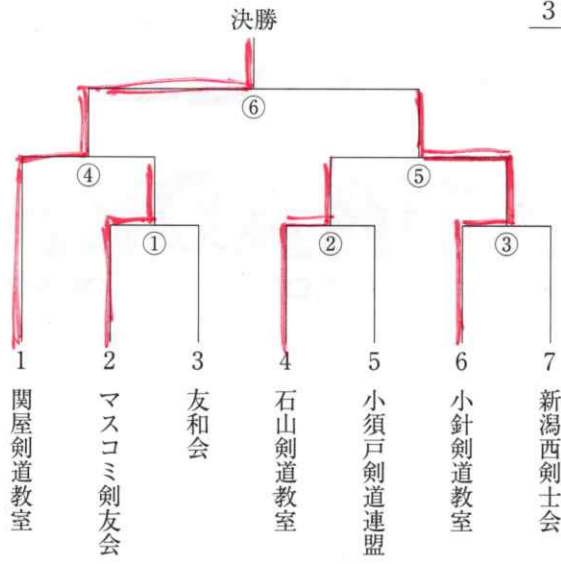 決勝
3
⑥
④
⑤
①
②
③
1 関屋剣道教室
2 マスコミ剣友会
3 友和会
4 石山剣道教室
5 小須戸剣道連盟
6 小針剣道教室
7 新潟西剣士会